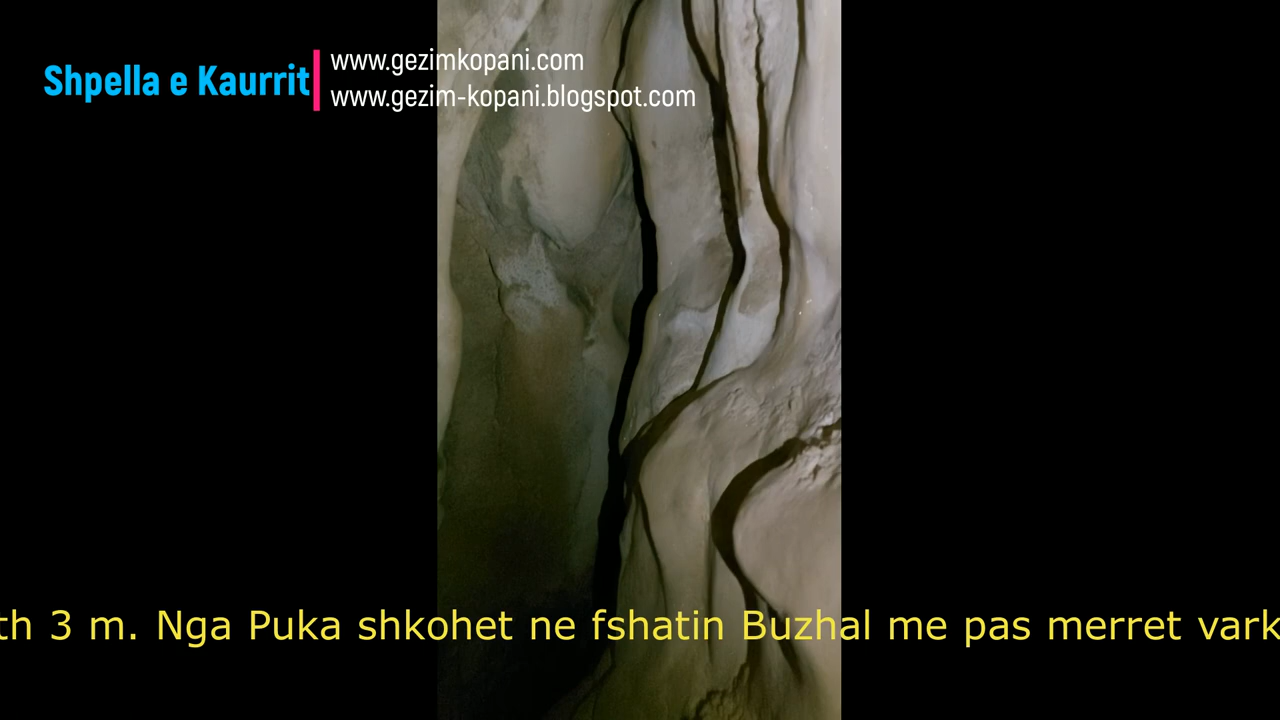 Shpella e Kaurrit
www.gezimkopani.com
www.gezim-kopani.blogspot.com
th 3 m. Nga Puka shkohet ne fshatin Buzhal me pas merret vark